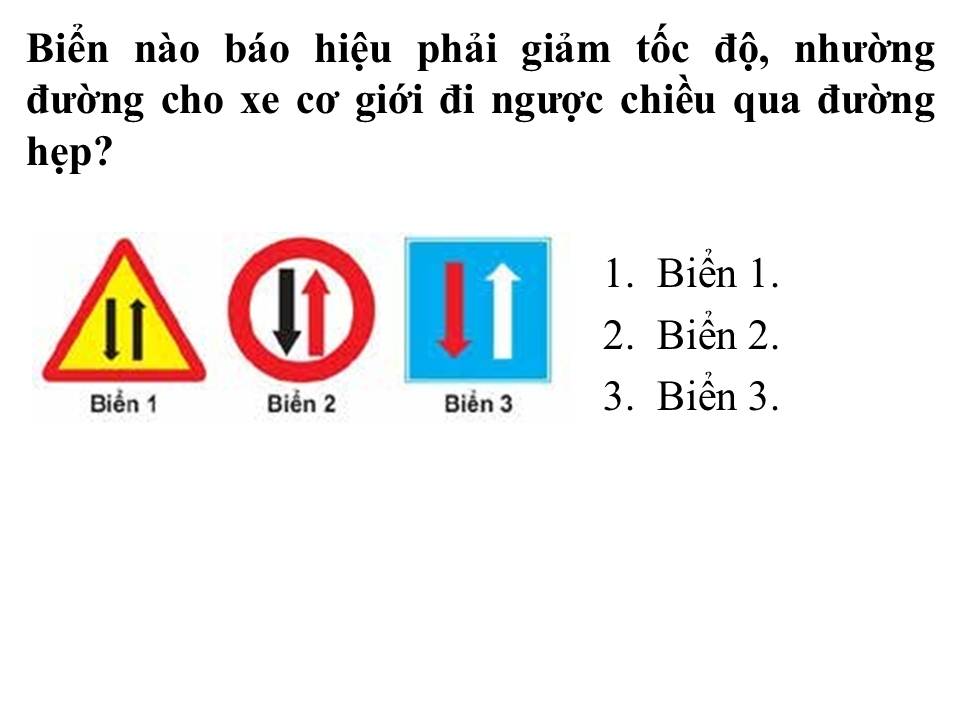 Biển nào báo hiệu phải giảm tốc độ, nhường
đường cho xe cơ giới đi ngược chiều qua đường
hẹp?
1. Biển 1.
2. Biển 2.
3. Biển 3.
Biển 1
Biển 2
Biển 3